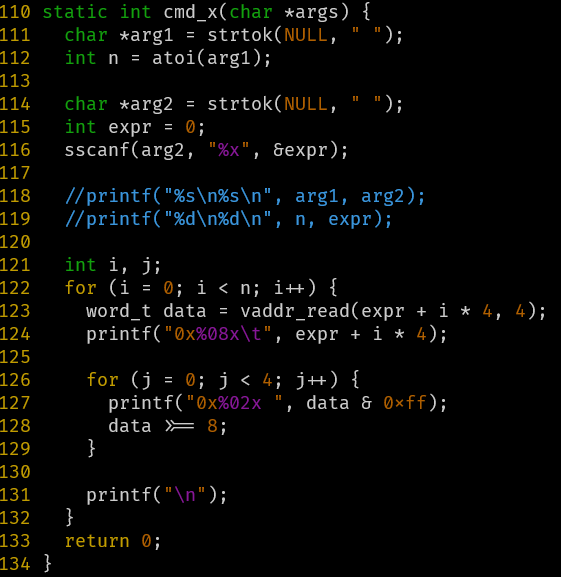 110 static int cmd_x(char *args) {
111   char *arg1 = strtok(NULL, " ");
112   int n = atoi(arg1);
113
114   char *arg2 = strtok(NULL, " ");
115   int expr = 0;
116   sscanf(arg2, "%x", &expr);
117
118   //printf("%s\n%s\n", arg1, arg2);
119   //printf("%d\n%d\n", n, expr);
120
121   int i, j;
122   for (i = 0; i < n; i++) {
123     word_t data = vaddr_read(expr + i * 4, 4);
124     printf("0x%08x\t", expr + i * 4);
125
126     for (j = 0; j < 4; j++) {
127       printf("0x%02x ", data & 0xff);
128       data >>= 8;
129     }
130
131     printf("\n");
132   }
133   return 0;
134 }